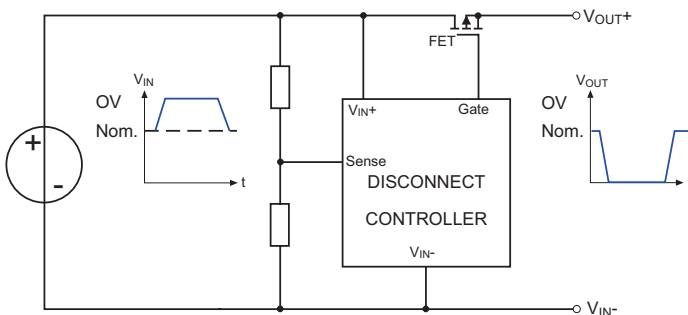 VOUT+
FET
VIN
OV
Nom.
t
+
-
VIN+
Gate
Sense
DISCONNECT
CONTROLLER
VIN-
VOUT
OV
Nom.
t
VIN-